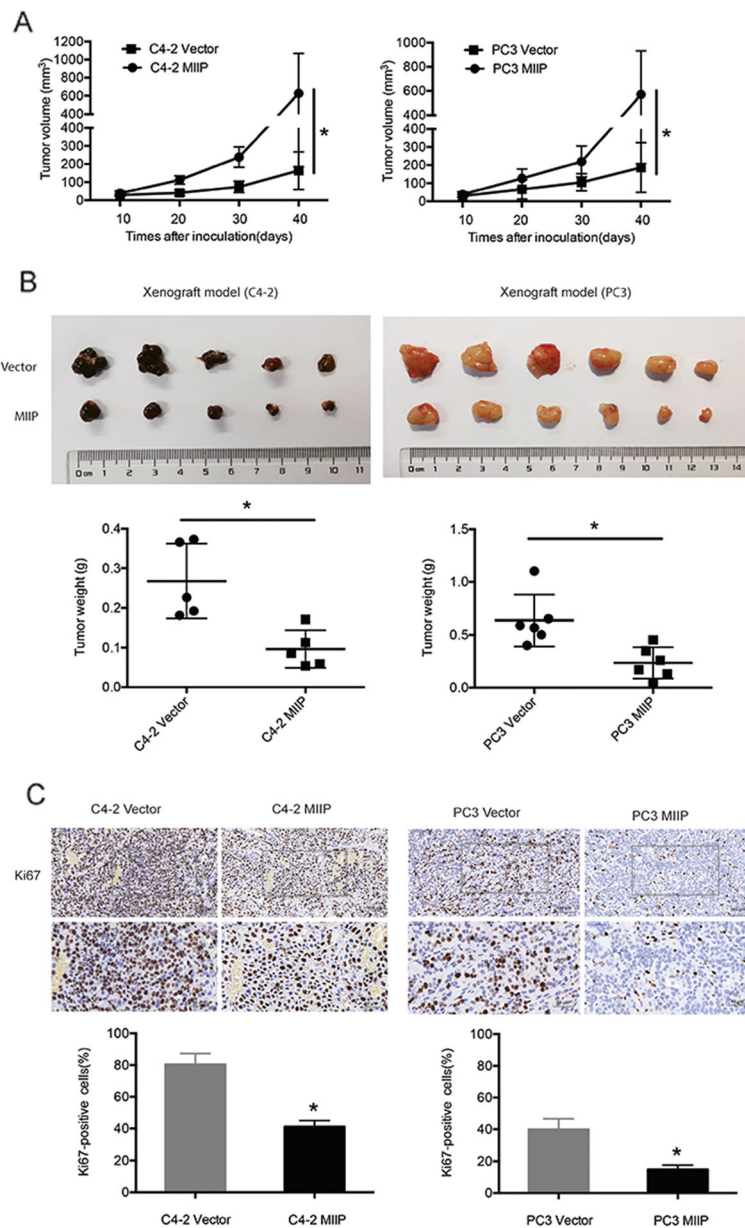 A
C4-2 Vector
C4-2 MIIP
Tumor volume (mm³)
1200
1000
800
600
400
400
300
200
100
0
10 20 30 40
Times after inoculation(days)
*
PC3 Vector
PC3 MIIP
Tumor volume (mm³)
1000
800
600
400
400
300
200
100
0
10 20 30 40
Times after inoculation(days)
*
B
Xenograft model (C4-2)
Xenograft model (PC3)
Vector
MIIP
0 cm 1 2 3 4 5 6 7 8 9 10 11
0 cm 1 2 3 4 5 6 7 8 9 10 11 12 13 14
Tumor weight (g)
0.4
0.3
0.2
0.1
0.0
*
C4-2 Vector
C4-2 MIIP
Tumor weight (g)
1.5
1.0
0.5
0.0
*
PC3 Vector
PC3 MIIP
C
C4-2 Vector
C4-2 MIIP
PC3 Vector
PC3 MIIP
Ki67
Ki67-positive cells(%)
100
80
60
40
20
0
*
C4-2 Vector
C4-2 MIIP
Ki67-positive cells(%)
100
80
60
40
20
0
*
PC3 Vector
PC3 MIIP